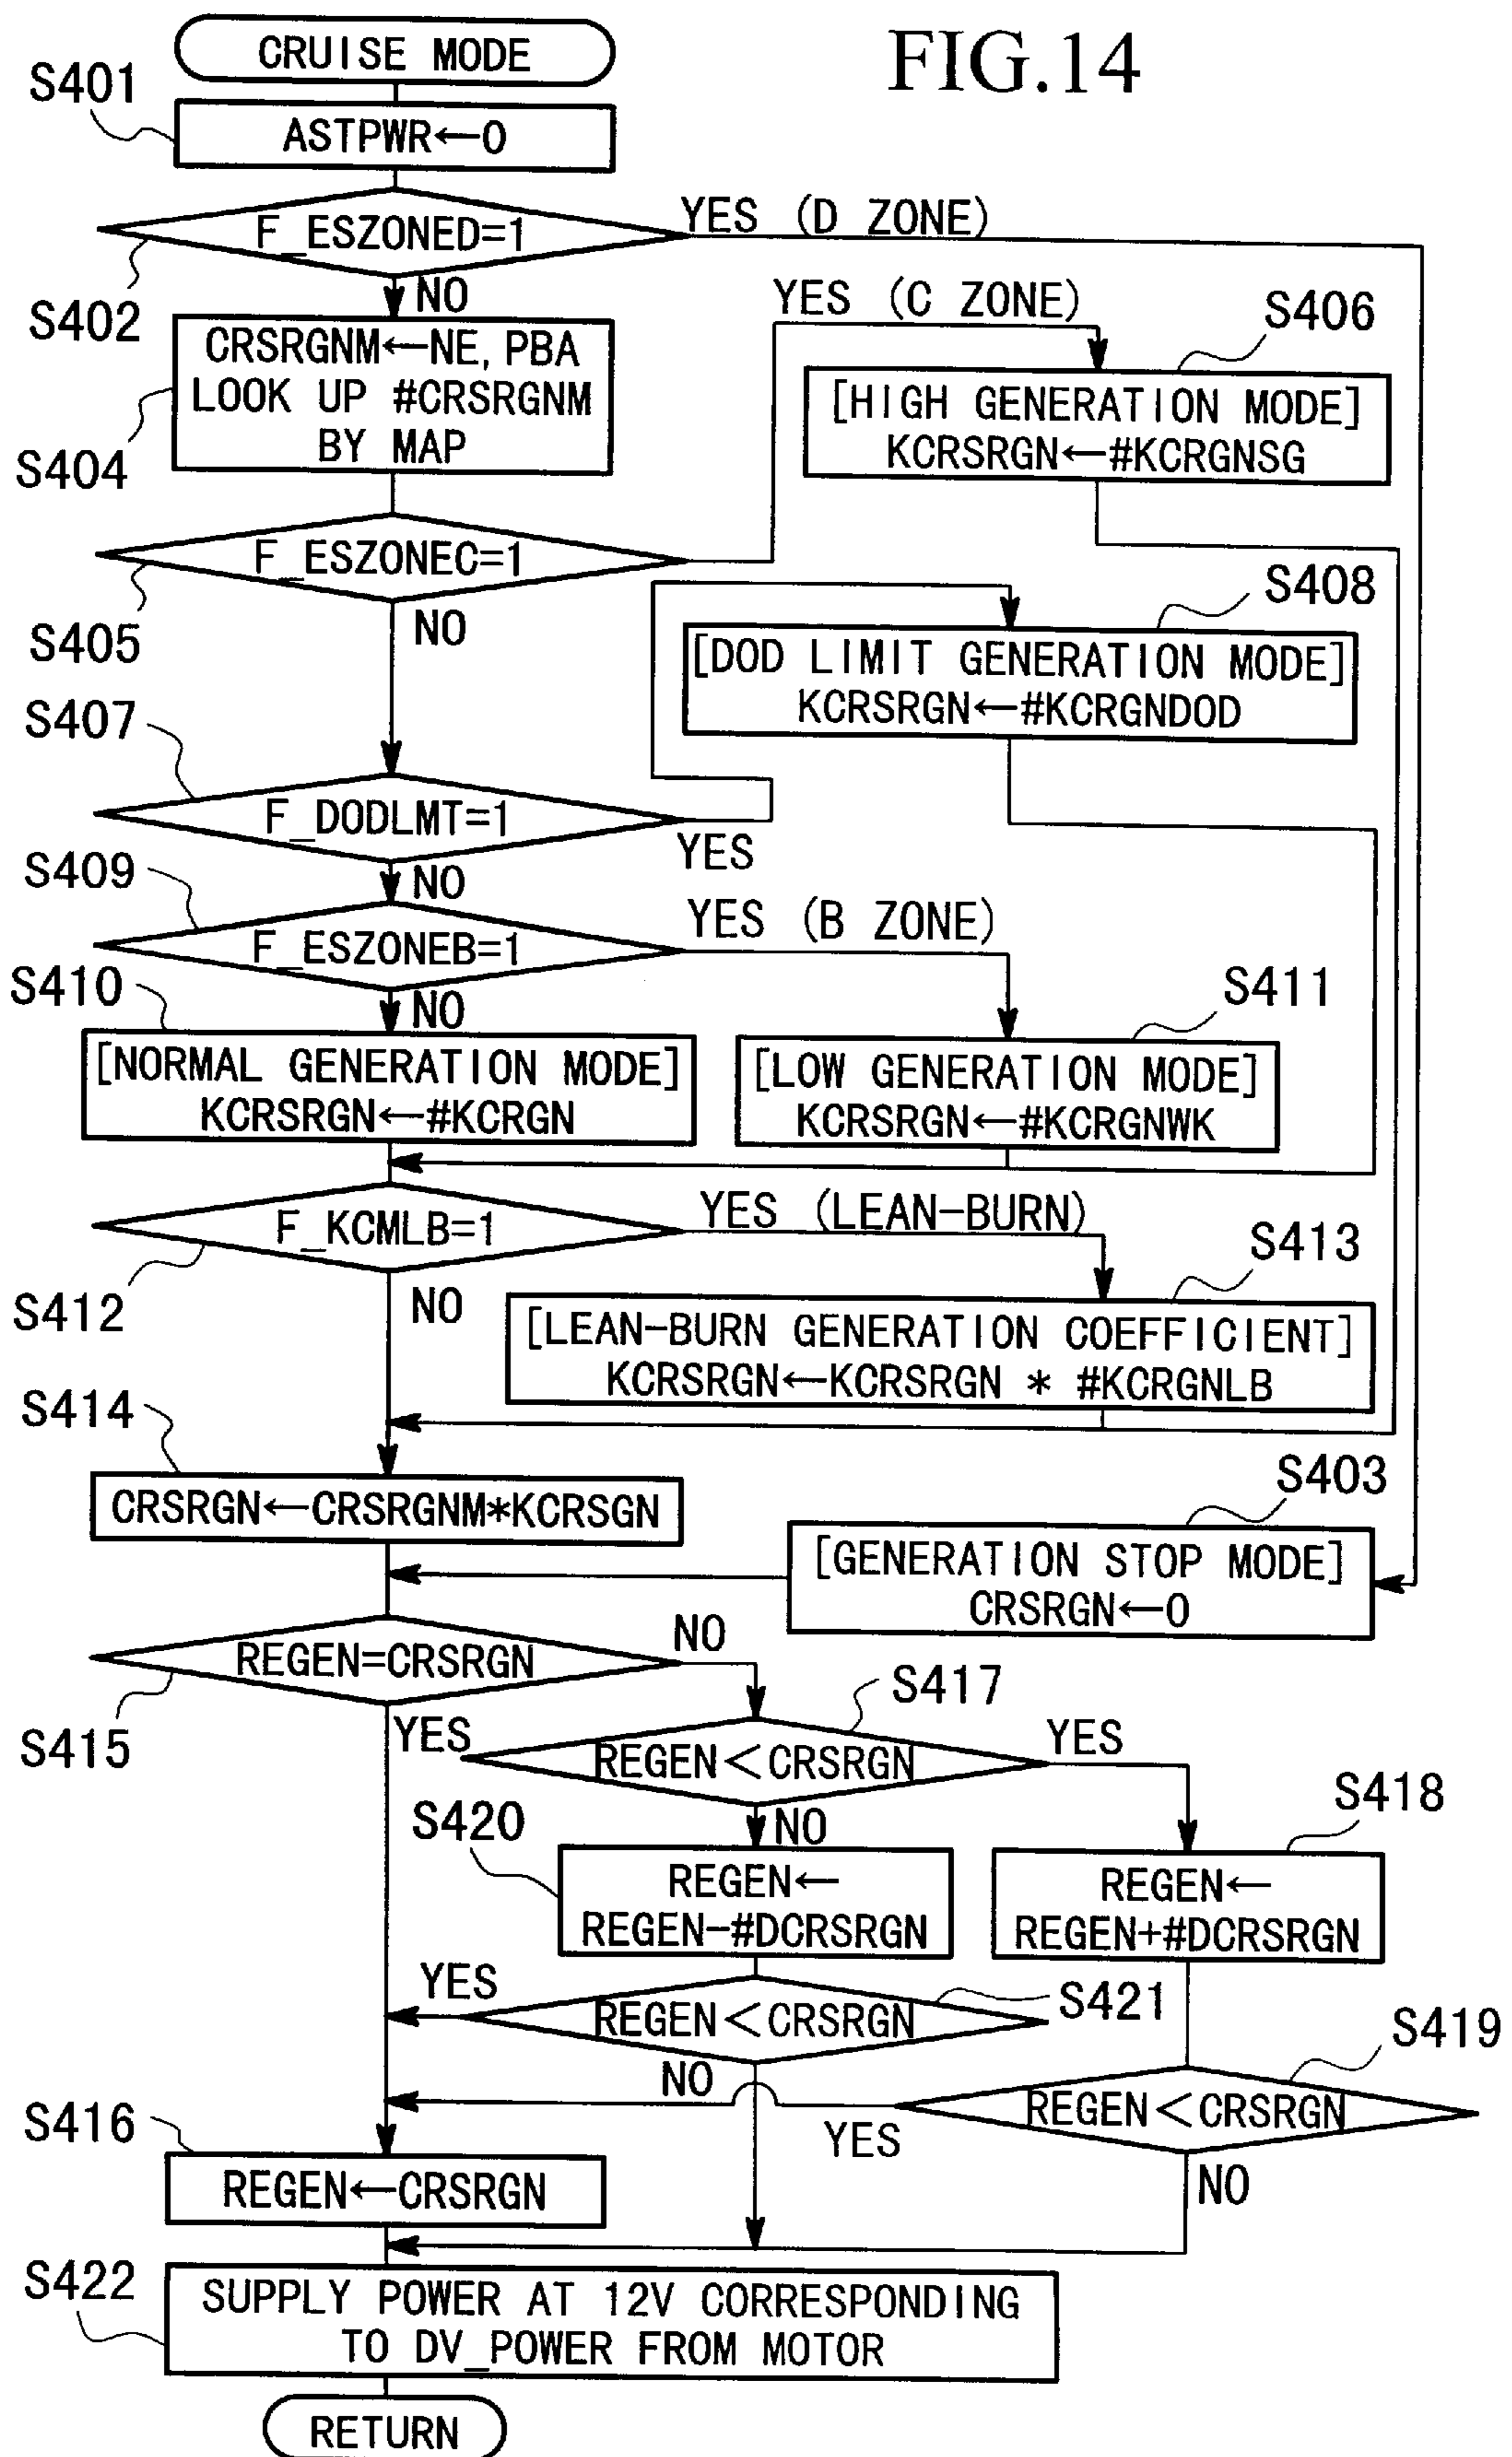 FIG.14
CRUISE MODE
S401
ASTPWR←0
F_ESZONED=1
YES (D ZONE)
S402
NO
CRSRGNM←NE, PBA
LOOK UP #CRSRGNM
BY MAP
S404
YES (C ZONE)
S406
[HIGH GENERATION MODE]
KCRSRGN←#KCRGNSG
F_ESZONEC=1
S405
NO
S408
[DOD LIMIT GENERATION MODE]
KCRSRGN←#KCRGNDOD
S407
F_DODLMT=1
YES
NO
S409
F_ESZONEB=1
YES (B ZONE)
NO
S410
[NORMAL GENERATION MODE]
KCRSRGN←#KCRGN
S411
[LOW GENERATION MODE]
KCRSRGN←#KCRGNWK
F_KCMLB=1
YES (LEAN-BURN)
S412
NO
S413
[LEAN-BURN GENERATION COEFFICIENT]
KCRSRGN←KCRSRGN * #KCRGNLB
S414
CRSRGN←CRSRGNM*KCRSGN
S403
[GENERATION STOP MODE]
CRSRGN←0
REGEN=CRSRGN
NO
S415
YES
S417
REGEN<CRSRGN
YES
NO
S418
REGEN←
REGEN+#DCRSRGN
S420
REGEN←
REGEN-#DCRSRGN
YES
REGEN<CRSRGN
S421
NO
S419
REGEN<CRSRGN
YES
NO
S416
REGEN←CRSRGN
S422
SUPPLY POWER AT 12V CORRESPONDING
TO DV_POWER FROM MOTOR
RETURN